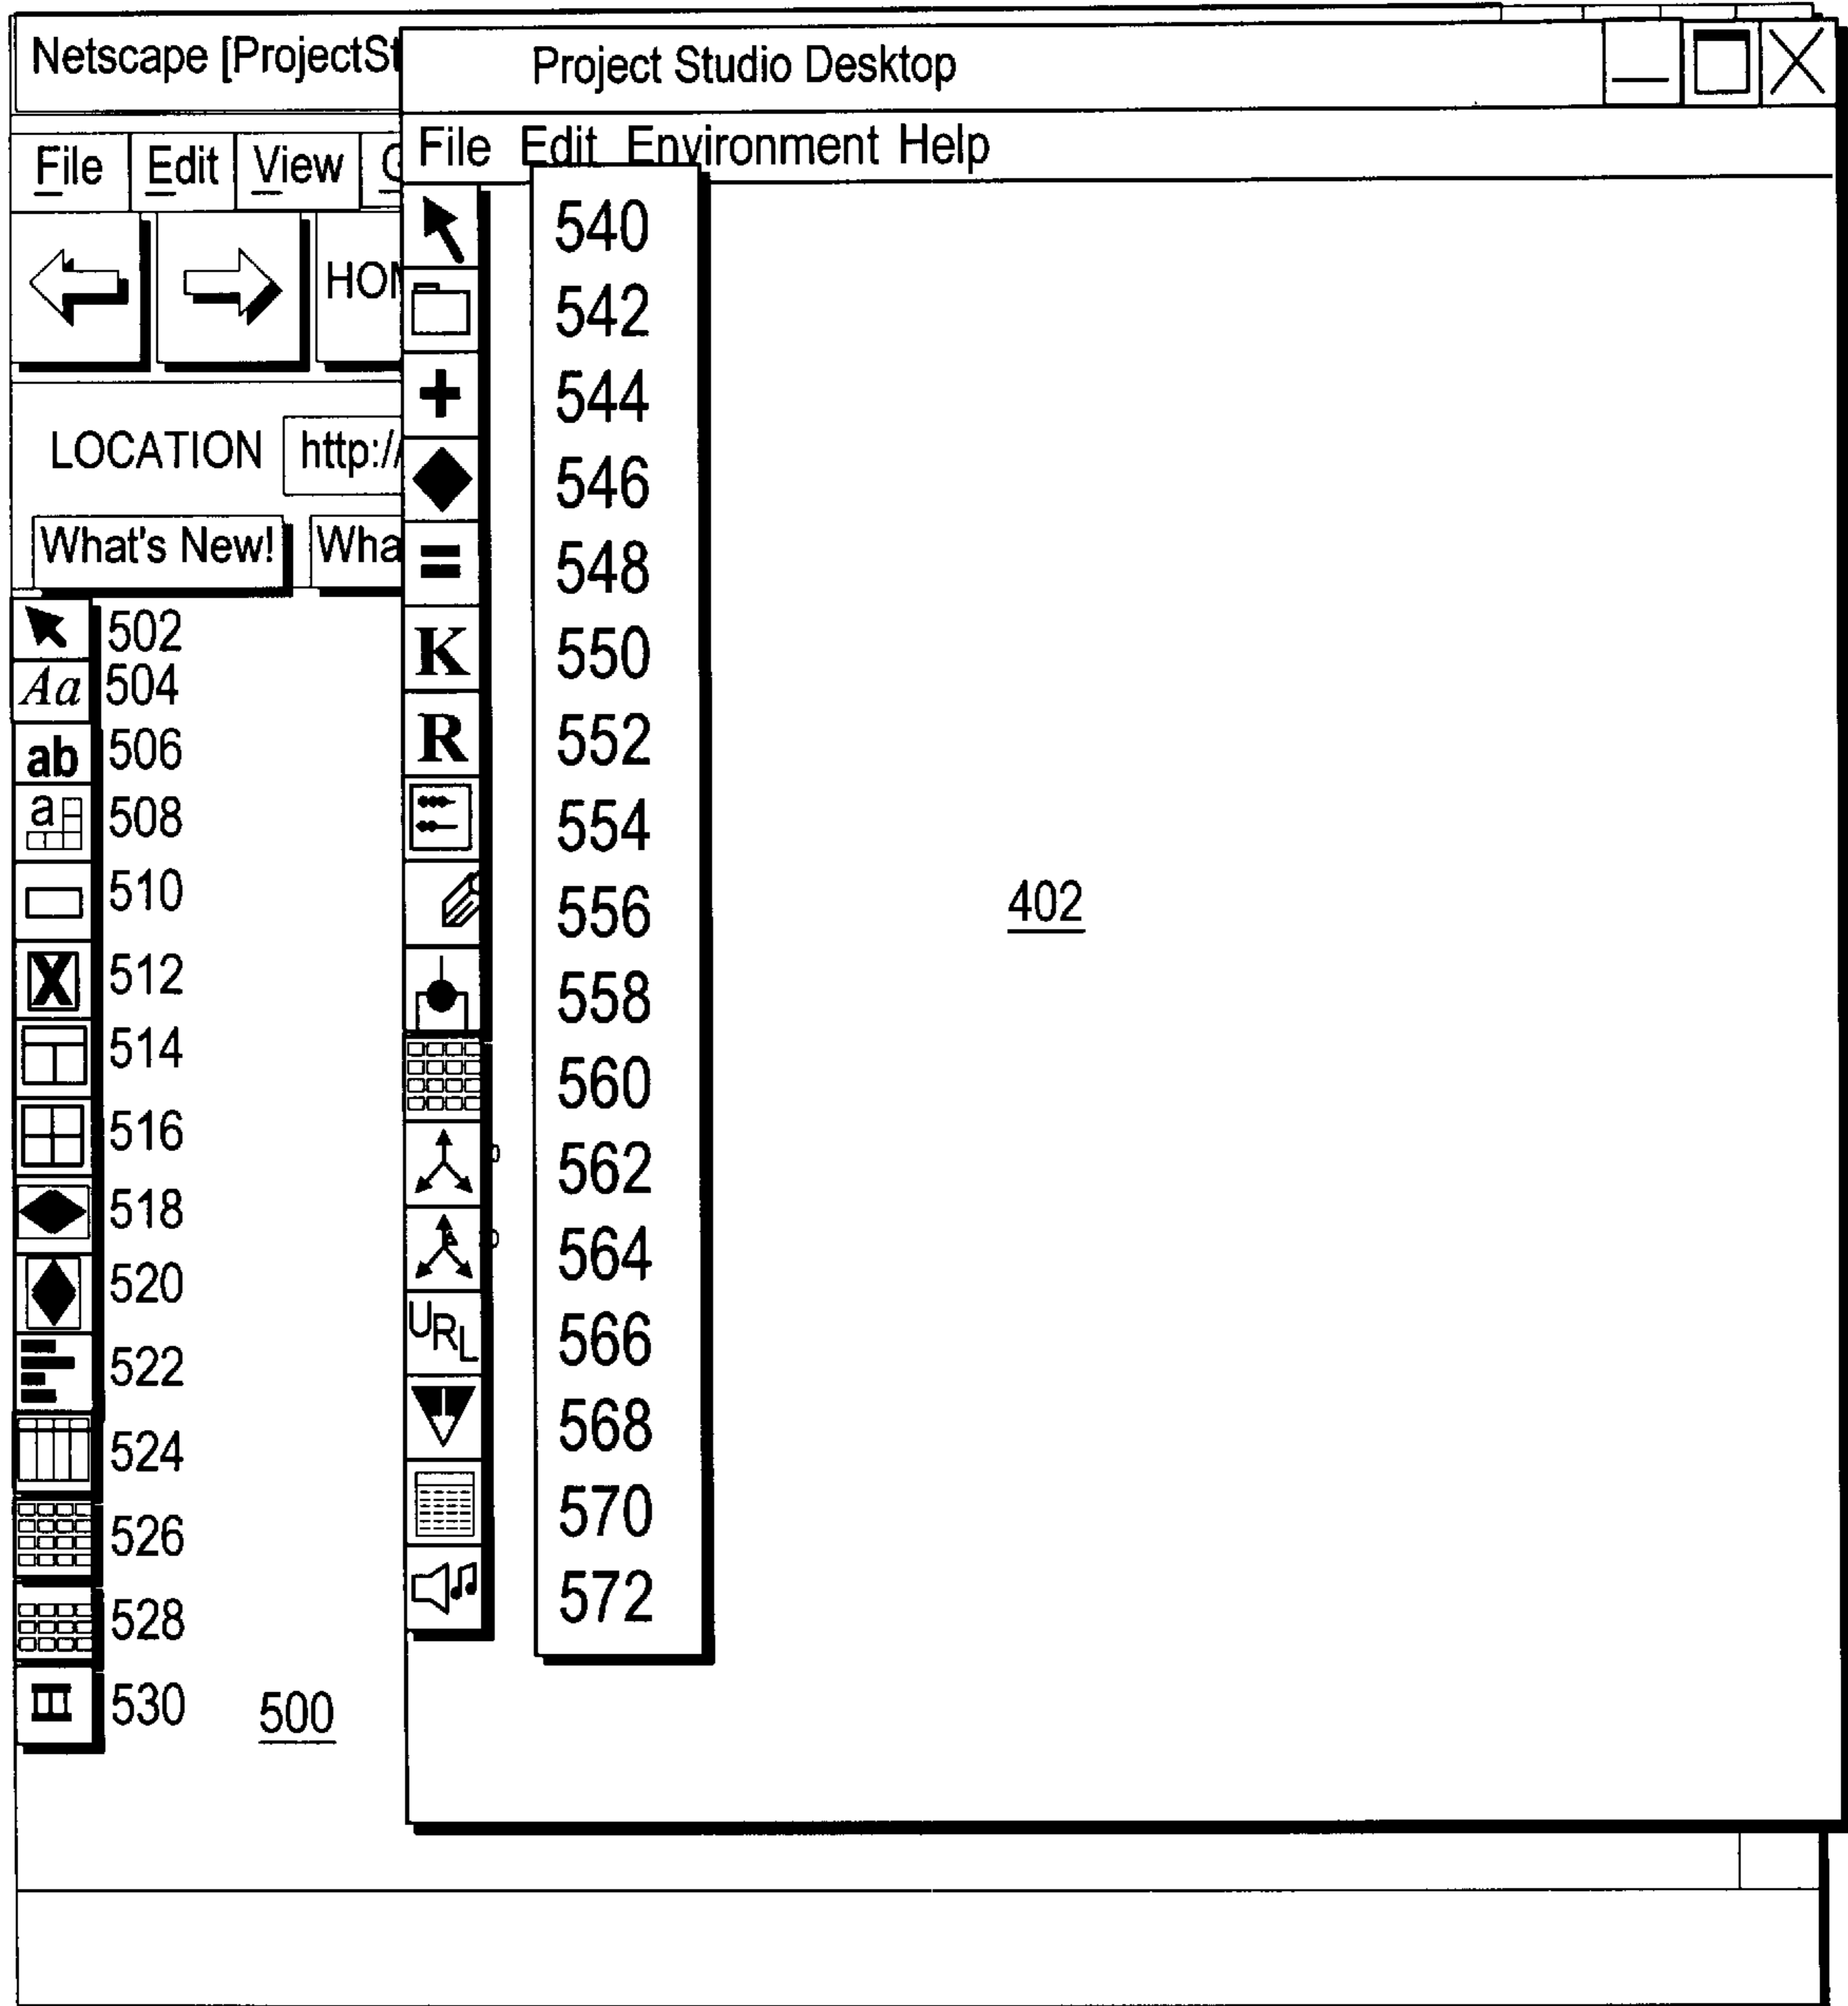 Netscape [ProjectSt
Project Studio Desktop
File Edit View
File Edit Environment Help
HOM
LOCATION http://
What's New! Wha
502
Aa 504
ab 506
a 508
510
X 512
514
516
518
520
522
524
526
528
530
500
540
542
544
546
548
K 550
R 552
554
556
558
560
562
564
URL 566
568
570
572
402